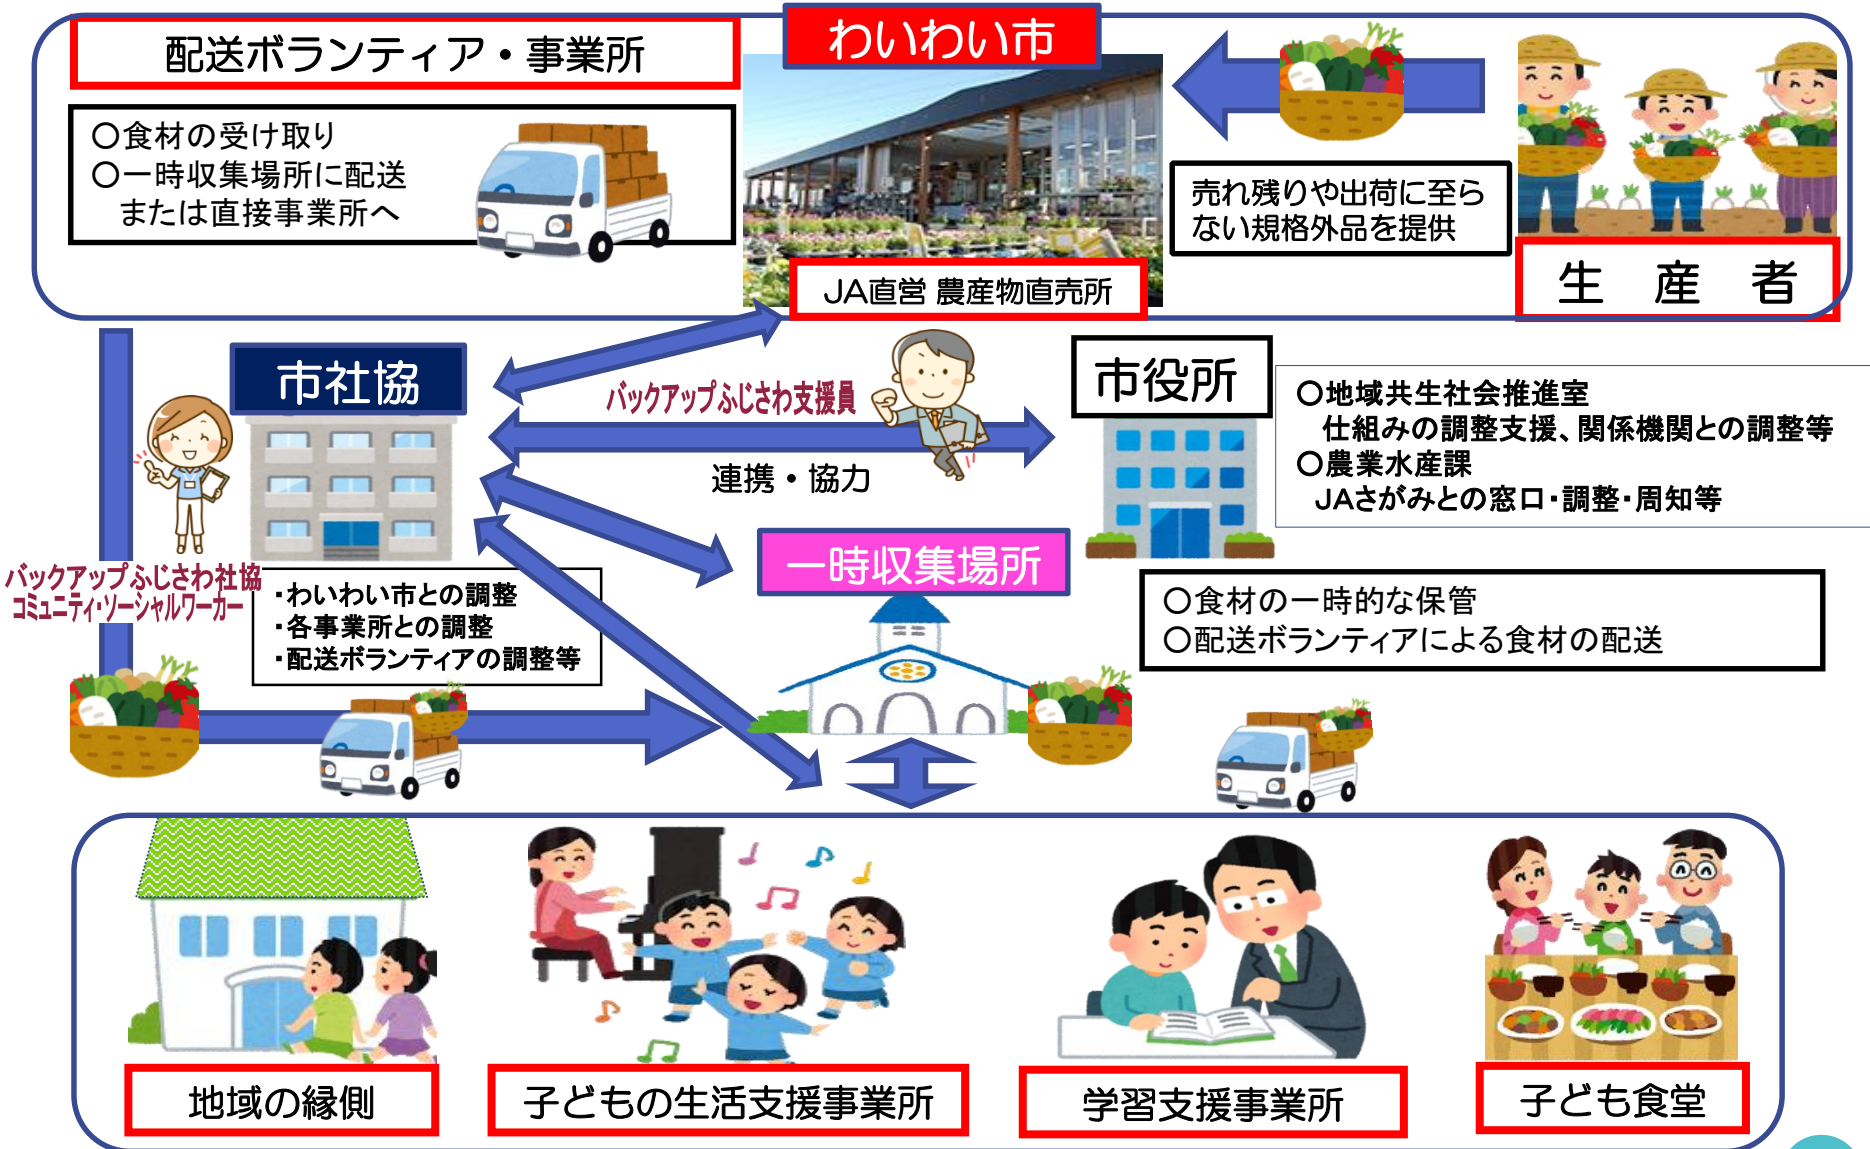 配送ボランティア・事業所
わいわい市
〇食材の受け取り
〇一時収集場所に配送
または直接事業所へ
売れ残りや出荷に至ら
ない規格外品を提供
JA直営 農産物直売所
生 産 者
市社協
バックアップふじさわ支援員
連携・協力
市役所
〇地域共生社会推進室
仕組みの調整支援、関係機関との調整等
〇農業水産課
JAさがみとの窓口・調整・周知等
バックアップふじさわ社協
コミュニティ・ソーシャルワーカー
・わいわい市との調整
・各事業所との調整
・配送ボランティアの調整等
一時収集場所
〇食材の一時的な保管
〇配送ボランティアによる食材の配送
地域の縁側
子どもの生活支援事業所
学習支援事業所
子ども食堂